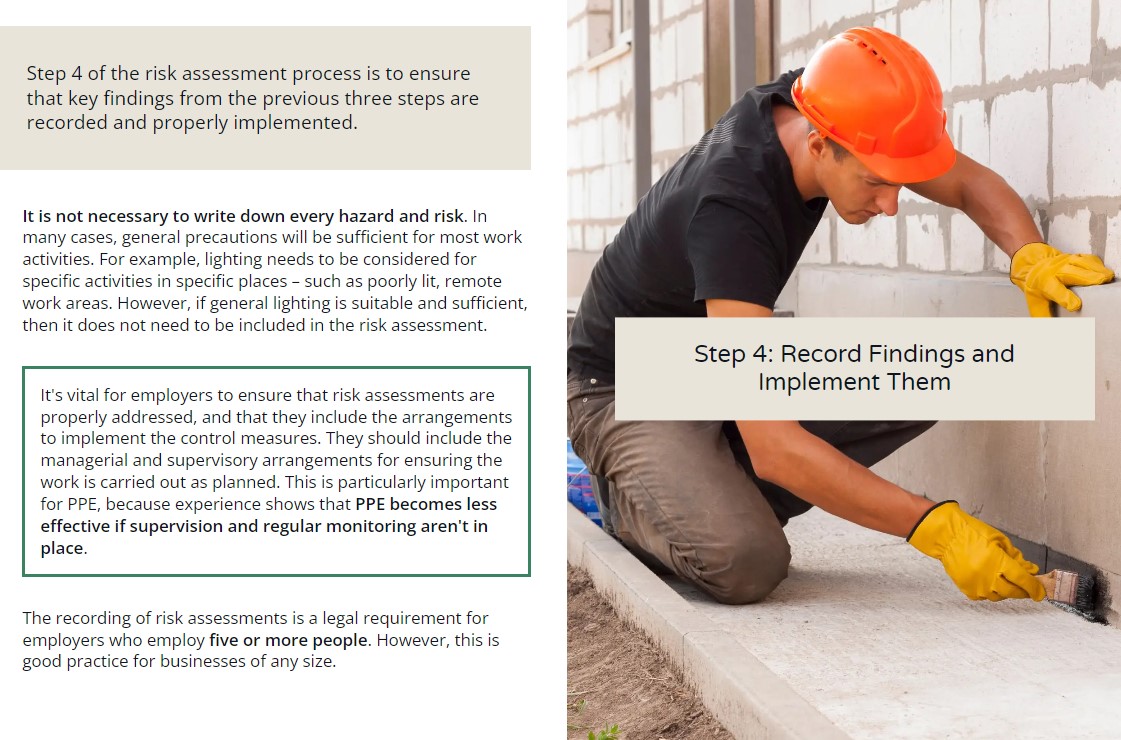 Step 4 of the risk assessment process is to ensure
that key findings from the previous three steps are
recorded and properly implemented.
It is not necessary to write down every hazard and risk. In
many cases, general precautions will be sufficient for most work
activities. For example, lighting needs to be considered for
specific activities in specific places – such as poorly lit, remote
work areas. However, if general lighting is suitable and sufficient,
then it does not need to be included in the risk assessment.
It's vital for employers to ensure that risk assessments are
properly addressed, and that they include the arrangements
to implement the control measures. They should include the
managerial and supervisory arrangements for ensuring the
work is carried out as planned. This is particularly important
for PPE, because experience shows that PPE becomes less
effective if supervision and regular monitoring aren't in
place.
The recording of risk assessments is a legal requirement for
employers who employ five or more people. However, this is
good practice for businesses of any size.
Step 4: Record Findings and
Implement Them